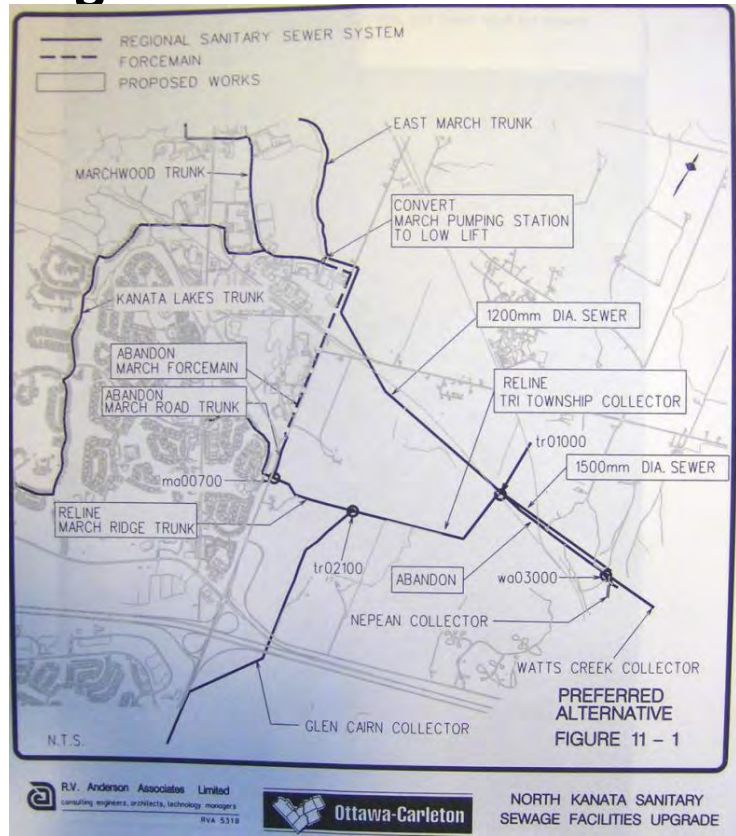 REGIONAL SANITARY SEWER SYSTEM
FORCEMAIN
PROPOSED WORKS
EAST MARCH TRUNK
MARCHWOOD TRUNK
CONVERT
MARCH PUMPING STATION
TO LOW LIFT
KANATA LAKES TRUNK
1200mm DIA. SEWER
ABANDON
MARCH FORCEMAIN
RELINE
TRI TOWNSHIP COLLECTOR
ABANDON
MARCH ROAD TRUNK
tr01000
ma00700
1500mm DIA. SEWER
RELINE
MARCH RIDGE TRUNK
tr02100
ABANDON
wa03000
NEPEAN COLLECTOR
WATTS CREEK COLLECTOR
PREFERRED
ALTERNATIVE
FIGURE 11 - 1
GLEN CAIRN COLLECTOR
N.T.S.
R.V. Anderson Associates Limited
consulting engineers, architects, technology managers
RVA 5318
Ottawa-Carleton
NORTH KANATA SANITARY
SEWAGE FACILITIES UPGRADE